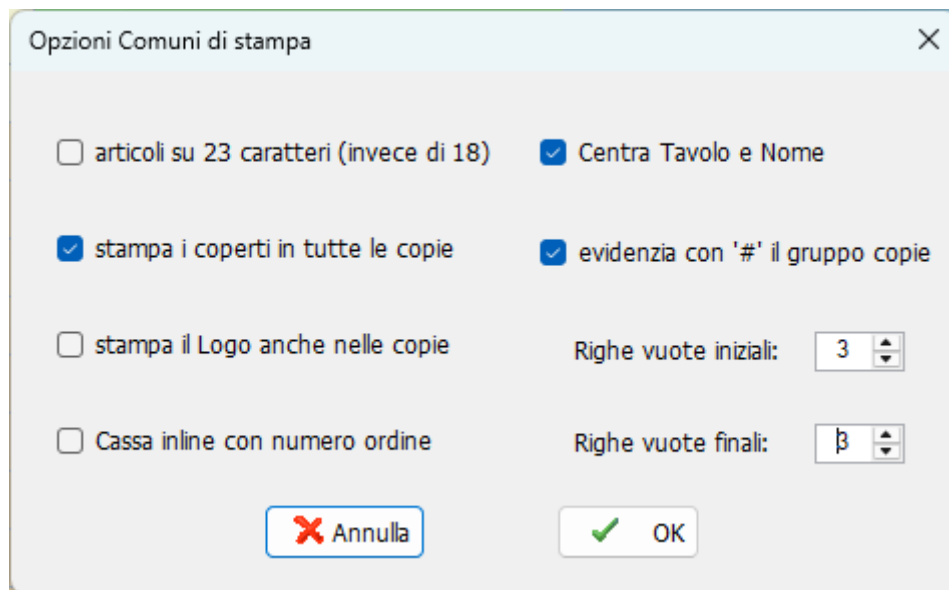 Opzioni Comuni di stampa
articoli su 23 caratteri (invece di 18)
Centra Tavolo e Nome
stampa i coperti in tutte le copie
evidenzia con '#' il gruppo copie
stampa il Logo anche nelle copie
Righe vuote iniziali: 3
Cassa inline con numero ordine
Righe vuote finali: 3
Annulla
OK